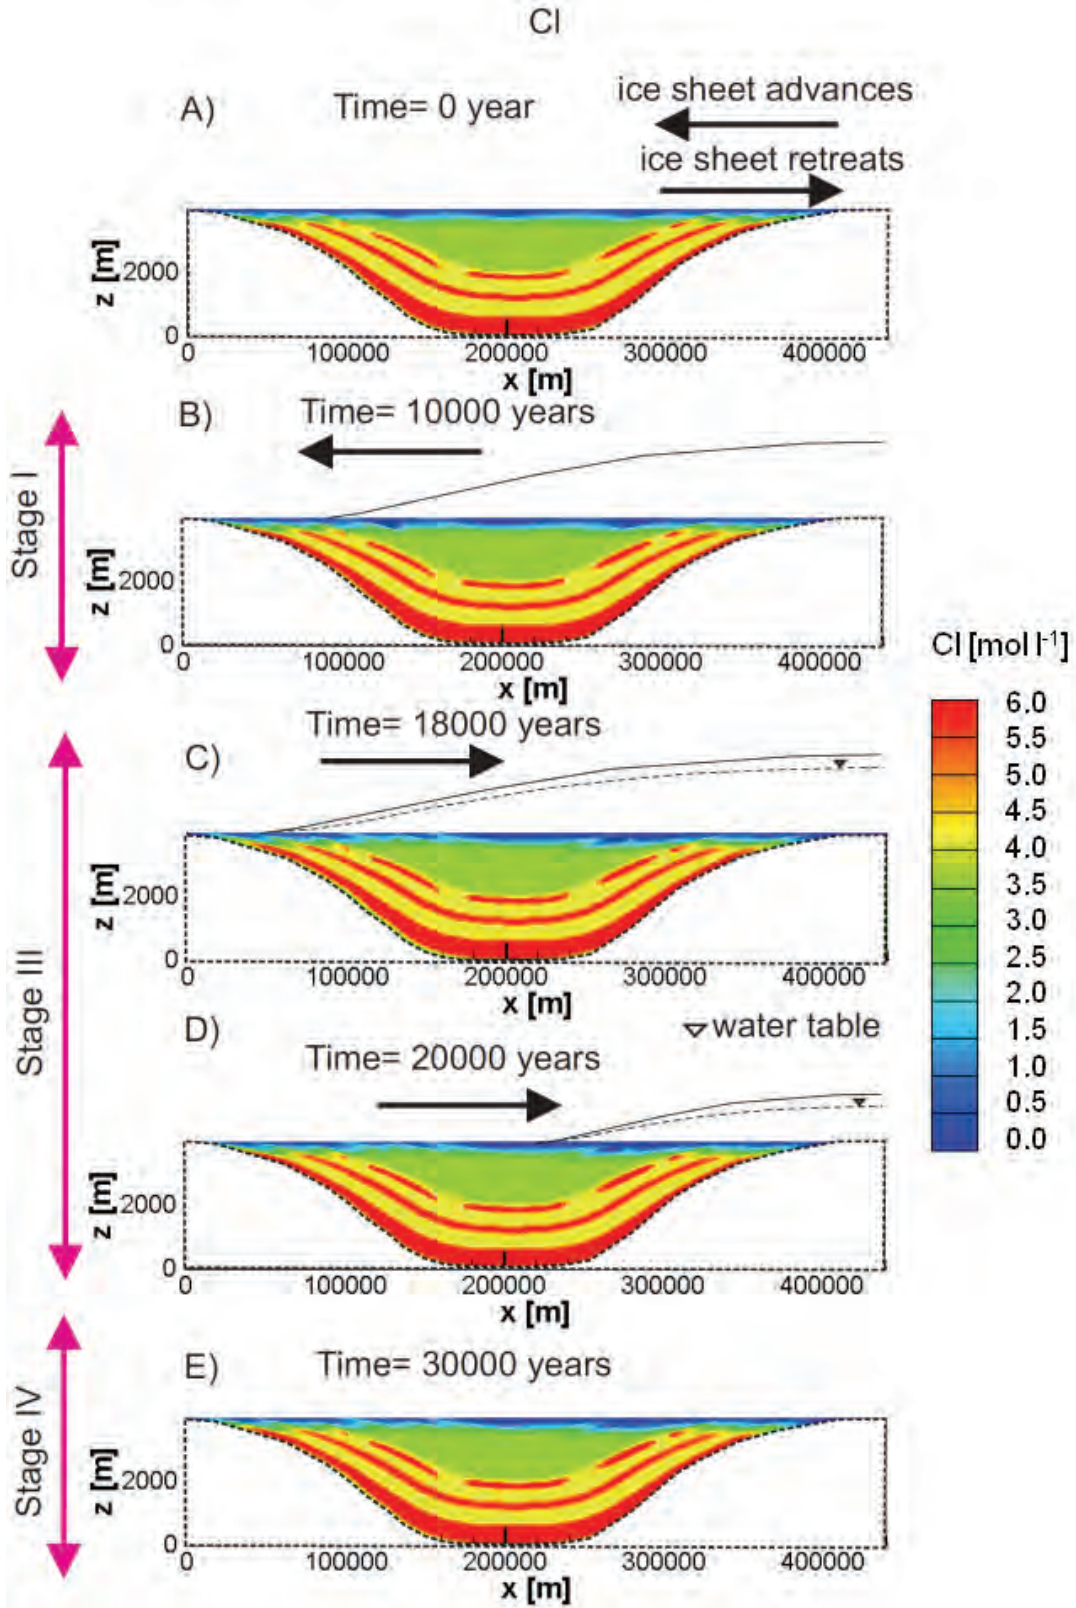 Cl
A) Time= 0 year
ice sheet advances
ice sheet retreats
z [m]
2000
0
0 100000 200000 300000 400000
x [m]
Stage I
B) Time= 10000 years
z [m]
2000
0
0 100000 200000 300000 400000
x [m]
Cl [mol l-1]
6.0
5.5
5.0
4.5
4.0
3.5
3.0
2.5
2.0
1.5
1.0
0.5
0.0
Stage III
C) Time= 18000 years
z [m]
2000
0
0 100000 200000 300000 400000
x [m]
D) water table
Time= 20000 years
z [m]
2000
0
0 100000 200000 300000 400000
x [m]
Stage IV
E) Time= 30000 years
z [m]
2000
0
0 100000 200000 300000 400000
x [m]